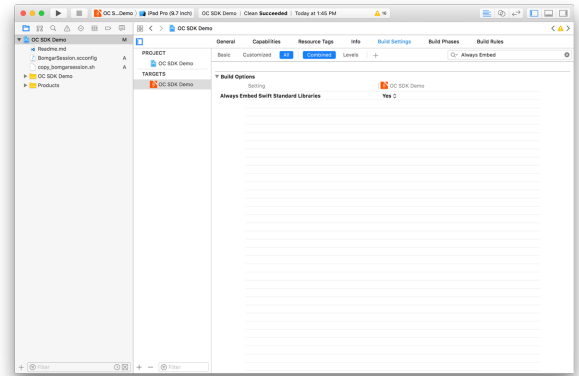 OC S...Demo iPad Pro (9.7 inch) OC SDK Demo | Clean Succeeded | Today at 1:45 PM
OC SDK Demo M
Readme.md
BomgarSession.xcconfig A
copy_bomgarsession.sh A
OC SDK Demo
Products
Filter
OC SDK Demo
PROJECT
OC SDK Demo
TARGETS
OC SDK Demo
Filter
General Capabilities Resource Tags Info Build Settings Build Phases Build Rules
Basic Customized All Combined Levels + Always Embed
Build Options
Setting OC SDK Demo
Always Embed Swift Standard Libraries Yes